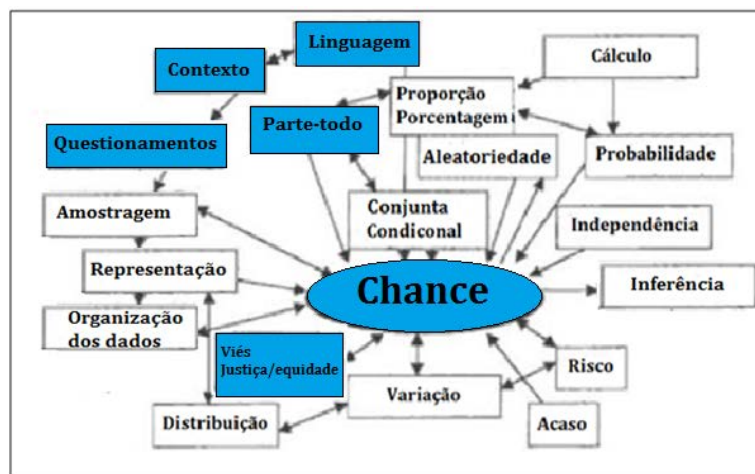 Linguagem
Contexto
Cálculo
Proporção
Porcentagem
Parte-todo
Questionamentos
Aleatoriedade
Probabilidade
Amostragem
Conjunta
Condiconal
Independência
Representação
Chance
Inferência
Organização
dos dados
Viés
Justiça/equidade
Risco
Variação
Distribuição
Acaso